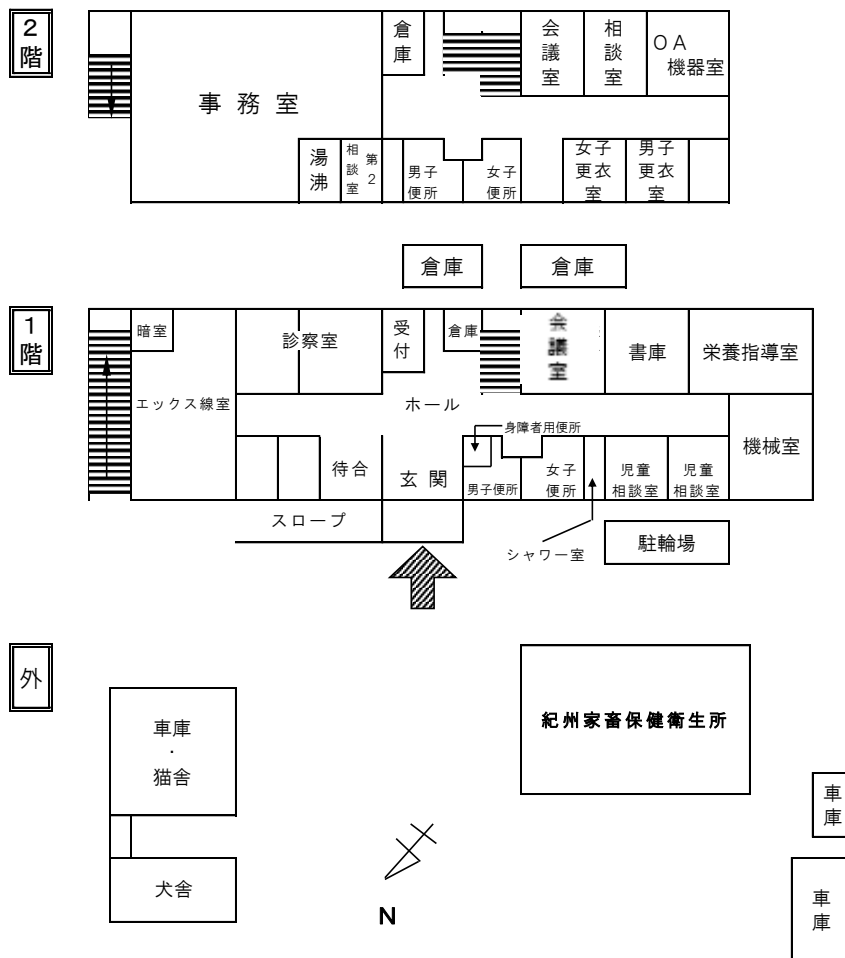 2階
倉庫
会議室
相談室
OA
機器室
事務室
湯沸
第2
相談室
男子
便所
女子
便所
女子
更衣
室
男子
更衣
室
倉庫
倉庫
1階
暗室
診察室
受付
倉庫
会議室
書庫
栄養指導室
エックス線室
ホール
身障者用便所
機械室
待合
玄関
男子便所
女子
便所
児童
相談室
児童
相談室
スロープ
シャワー室
駐輪場
外
紀州家畜保健衛生所
車庫
・
猫舎
車庫
犬舎
N
車庫